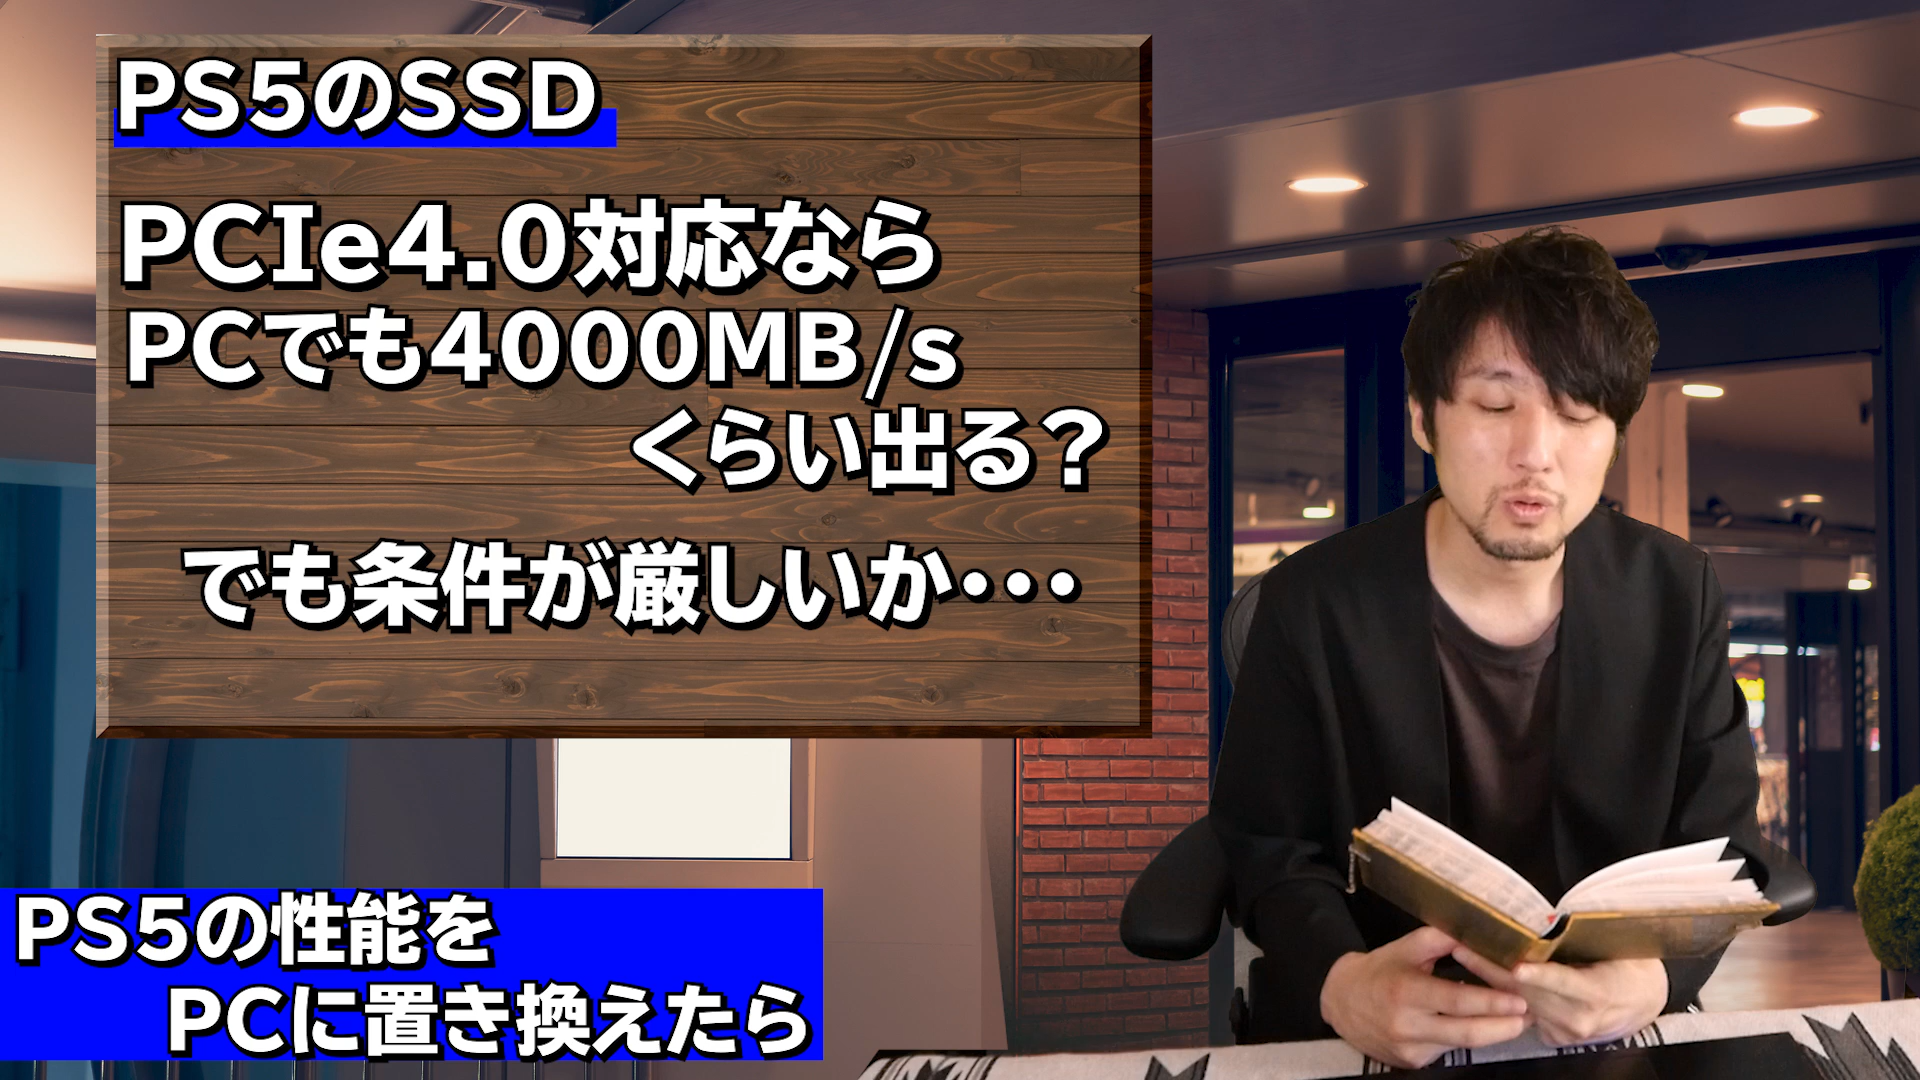 PS5のSSD
PCIe4.0対応なら
PCでも4000MB/s
くらい出る？
でも条件が厳しいか・・・
PS5の性能を
PCに置き換えたら